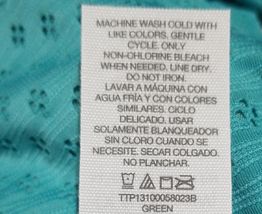 MACHINE WASH COLD WITH
LIKE COLORS. GENTLE
CYCLE. ONLY
NON-CHLORINE BLEACH
WHEN NEEDED. LINE DRY.
DO NOT IRON.
LAVAR A MÁQUINA CON
AGUA FRÍA Y CON COLORES
SIMILARES. CICLO
DELICADO. USAR
SOLAMENTE BLANQUEADOR
SIN CLORO CUANDO SE
NECESITE. SECAR COLGADO.
NO PLANCHAR.
TTP13100058023B
GREEN